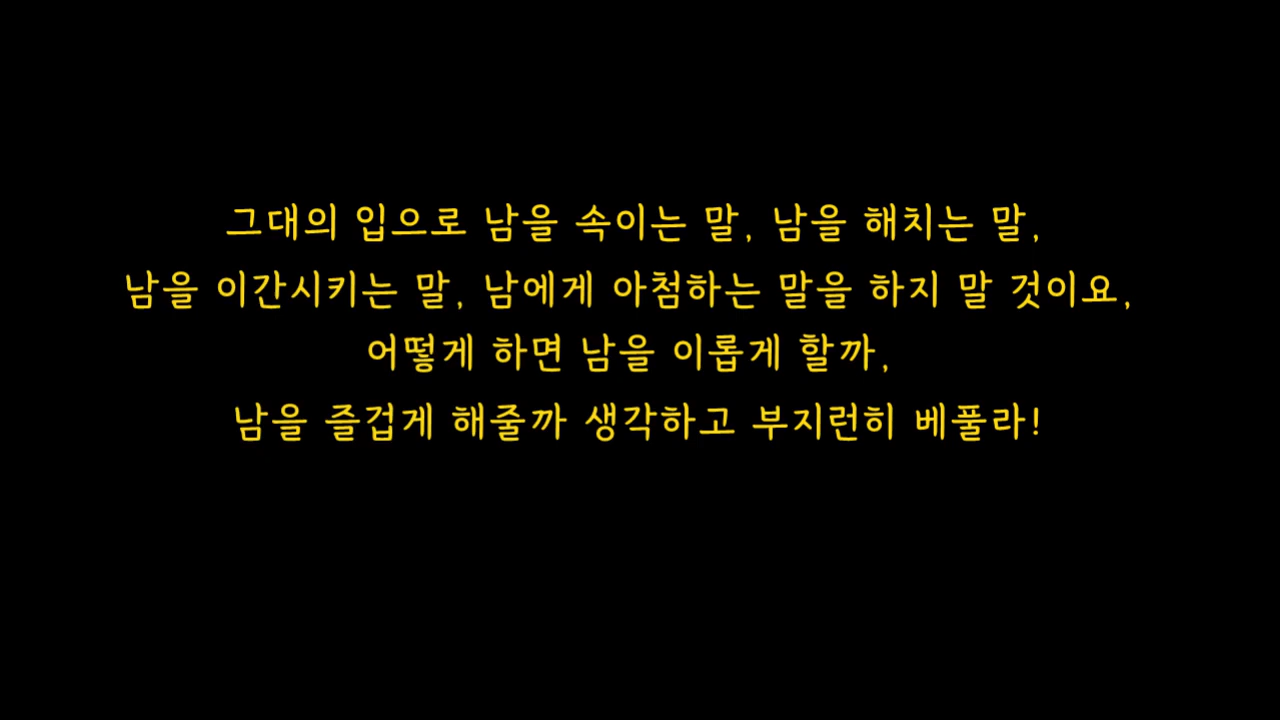 그대의 입으로 남을 속이는 말, 남을 해치는 말,
남을 이간시키는 말, 남에게 아첨하는 말을 하지 말 것이요,
어떻게 하면 남을 이롭게 할까,
남을 즐겁게 해줄까 생각하고 부지런히 베풀라!